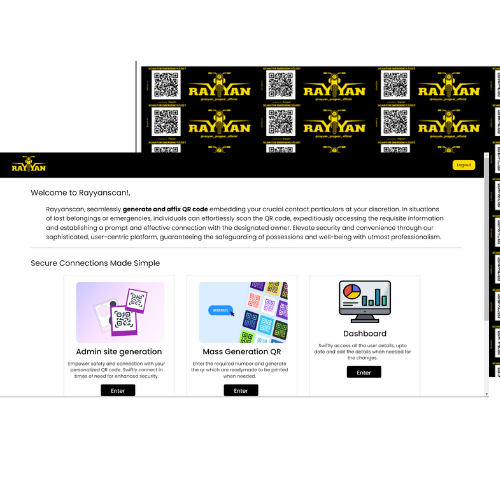 RAYYAN
@rayyan_project_official
RAYYAN
@rayyan_project_official
RAYYAN
@rayyan_project_official
RAYYAN
@rayyan_project_official
RAYYAN
RAYYAN
Logout
Welcome to Rayyanscan!,
Rayyanscan, seamlessly generate and affix QR code embedding your crucial contact particulars at your discretion. In situations
of lost belongings or emergencies, individuals can effortlessly scan the QR code, expeditiously accessing the requisite information
and establishing a prompt and effective connection with the designated owner. Elevate security and convenience through our
sophisticated, user-centric platform, guaranteeing the safeguarding of possessions and well-being with utmost professionalism.
Secure Connections Made Simple
Admin site generation
Empower safety and connection with your
personalized QR code. Swiftly connect in
times of need for enhanced security.
Enter
Mass Generation QR
Enter the required number and generate
the qr which are readymade to be printed
when needed.
Enter
Dashboard
Swiftly access all the user details, upto
date and edit the details when needed for
the changes.
Enter